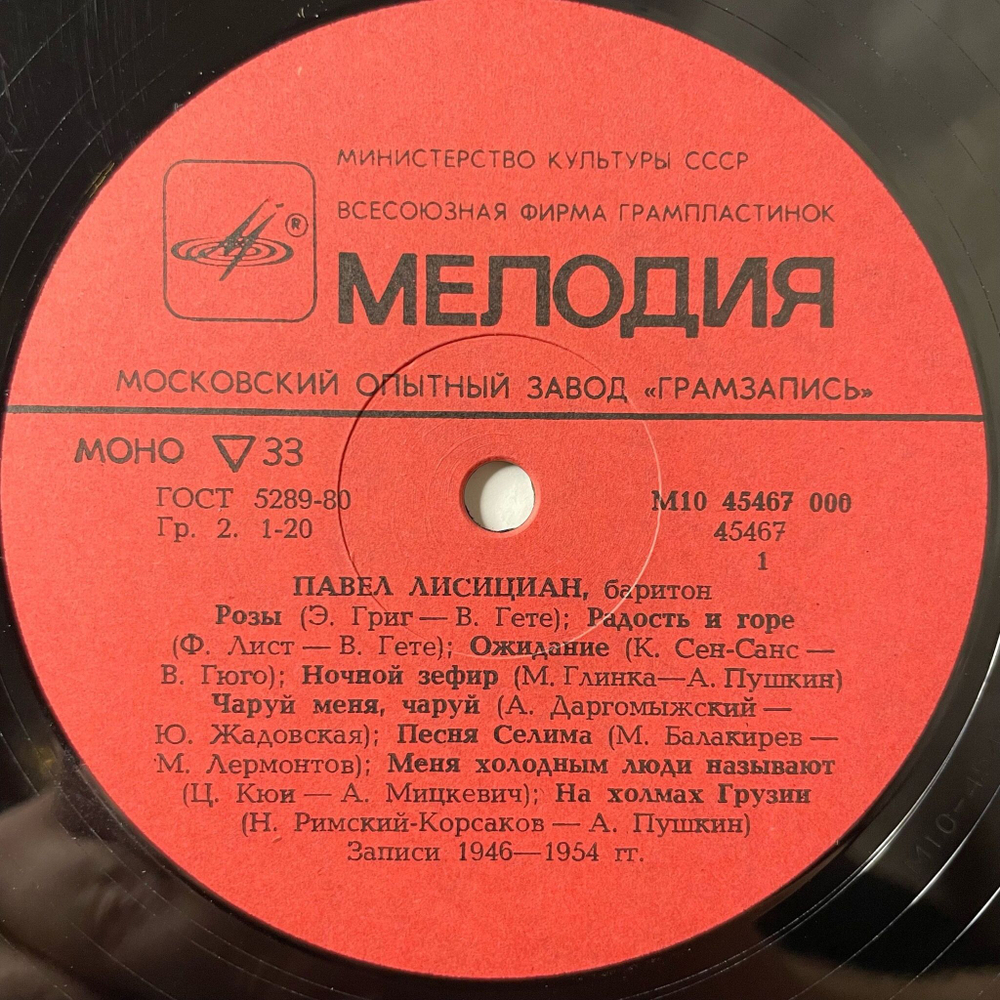 МИНИСТЕРСТВО КУЛЬТУРЫ СССР
ВСЕСОЮЗНАЯ ФИРМА ГРАМПЛАСТИНОК
®
МЕЛОДИЯ
МОСКОВСКИЙ ОПЫТНЫЙ ЗАВОД «ГРАМЗАПИСЬ»
МОНО ▽ 33
ГОСТ 5289-80 М10 45467 000
Гр. 2. 1-20 45467
1
ПАВЕЛ ЛИСИЦИАН, баритон
Розы (Э. Григ — В. Гете); Радость и горе
(Ф. Лист — В. Гете); Ожидание (К. Сен-Санс —
В. Гюго); Ночной зефир (М. Глинка—А. Пушкин)
Чаруй меня, чаруй (А. Даргомыжский —
Ю. Жадовская); Песня Селима (М. Балакирев —
М. Лермонтов); Меня холодным люди называют
(Ц. Кюи — А. Мицкевич); На холмах Грузии
(Н. Римский-Корсаков — А. Пушкин)
Записи 1946—1954 гг.